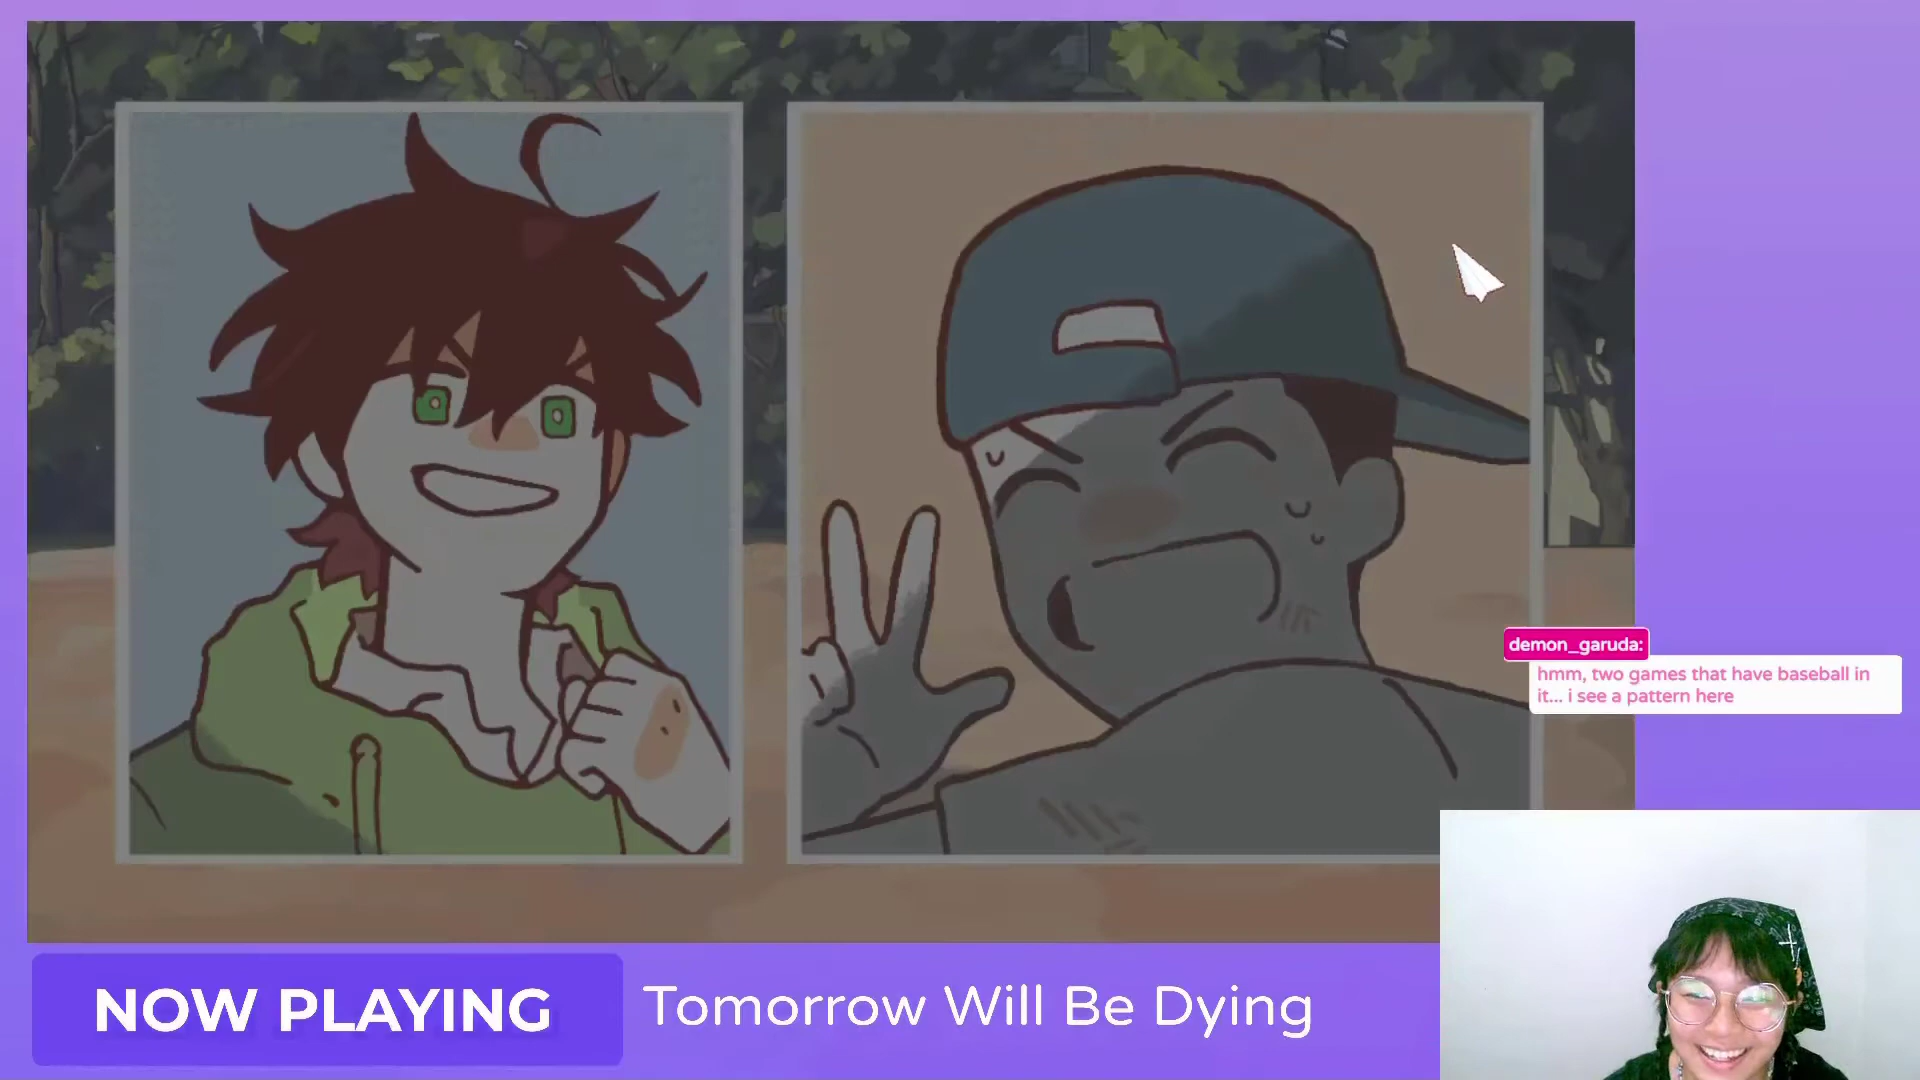 demon_garuda:
hmm, two games that have baseball in
it... i see a pattern here
NOW PLAYING
Tomorrow Will Be Dying